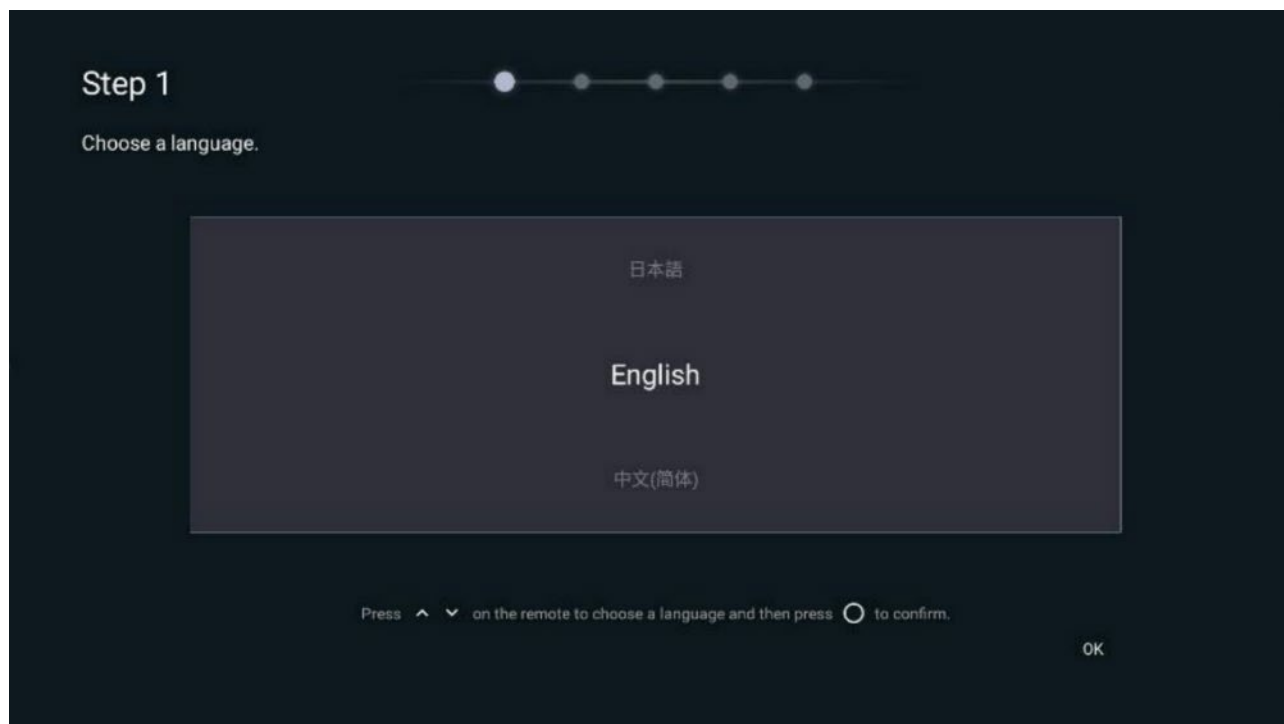 Step 1
Choose a language.
日本語
English
中文(简体)
Press on the remote to choose a language and then press to confirm.
OK